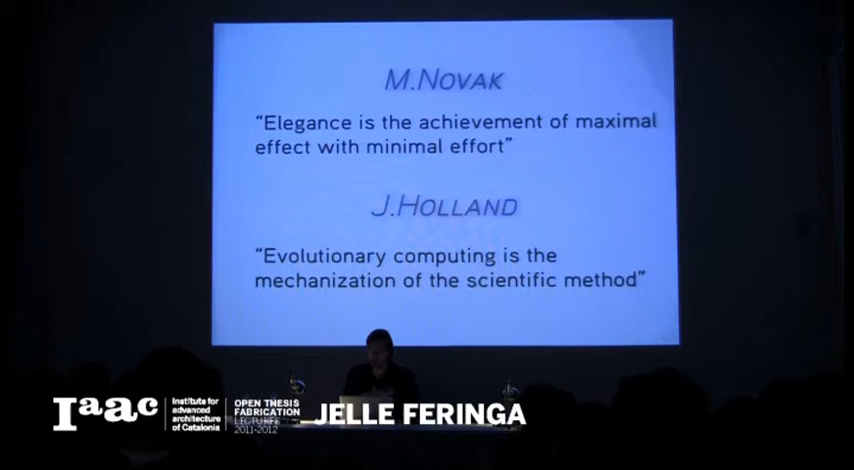 M.NOVAK
“Elegance is the achievement of maximal
effect with minimal effort”
J.HOLLAND
“Evolutionary computing is the
mechanization of the scientific method”
Iaac
Institute for
advanced
architecture
of Catalonia
OPEN THESIS
FABRICATION
LECTURES
2011-2012
JELLE FERINGA